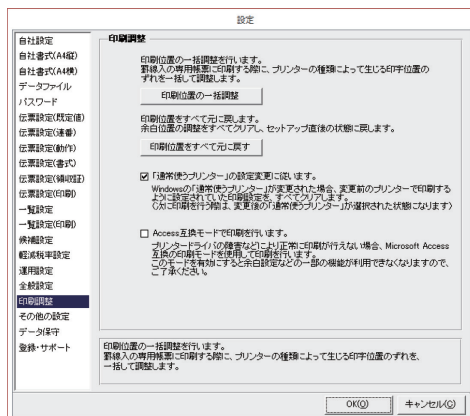 設定
自社設定
自社書式(A4縦)
自社書式(A4横)
データファイル
パスワード
伝票設定(既定値)
伝票設定(連番)
伝票設定(動作)
伝票設定(書式)
伝票設定(領収証)
伝票設定(印刷)
一覧設定
一覧設定(印刷)
候補設定
軽減税率設定
運用設定
全般設定
印刷調整
その他の設定
データ保守
登録・サポート
印刷調整
印刷位置の一括調整を行います。
罫線入の専用帳票に印刷する際に、プリンターの種類によって生じる印字位置の
ずれを一括して調整します。
印刷位置の一括調整
印刷位置をすべて元に戻します。
余白位置の調整をすべてクリアし、セットアップ直後の状態に戻します。
印刷位置をすべて元に戻す
「通常使うプリンター」の設定変更に従います。
Windowsの「通常使うプリンター」が変更された場合、変更前のプリンターで印刷する
ように設定されていた印刷設定を、すべてクリアします。
(次に印刷を行う際は、変更後の「通常使うプリンター」が選択された状態になります)
Access互換モードで印刷を行います。
プリンタードライバの障害などにより正常に印刷が行えない場合、Microsoft Access
互換の印刷モードを使用して印刷を行います。
このモードを有効にすると余白設定などの一部の機能が利用できなくなりますので、
ご了承ください。
印刷位置の一括調整を行います。
罫線入の専用帳票に印刷する際に、プリンターの種類によって生じる印字位置のずれを、
一括して調整します。
OK(O)
キャンセル(C)